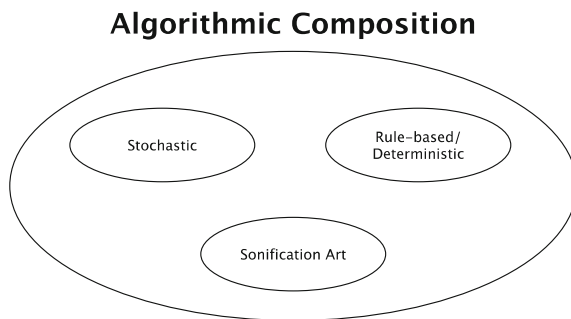 Algorithmic Composition
Stochastic
Rule-based/
Deterministic
Sonification Art